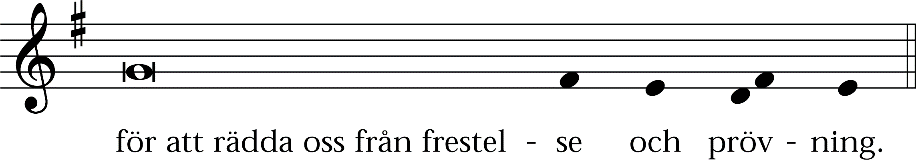 för att rädda oss från frestel - se och pröv - ning.